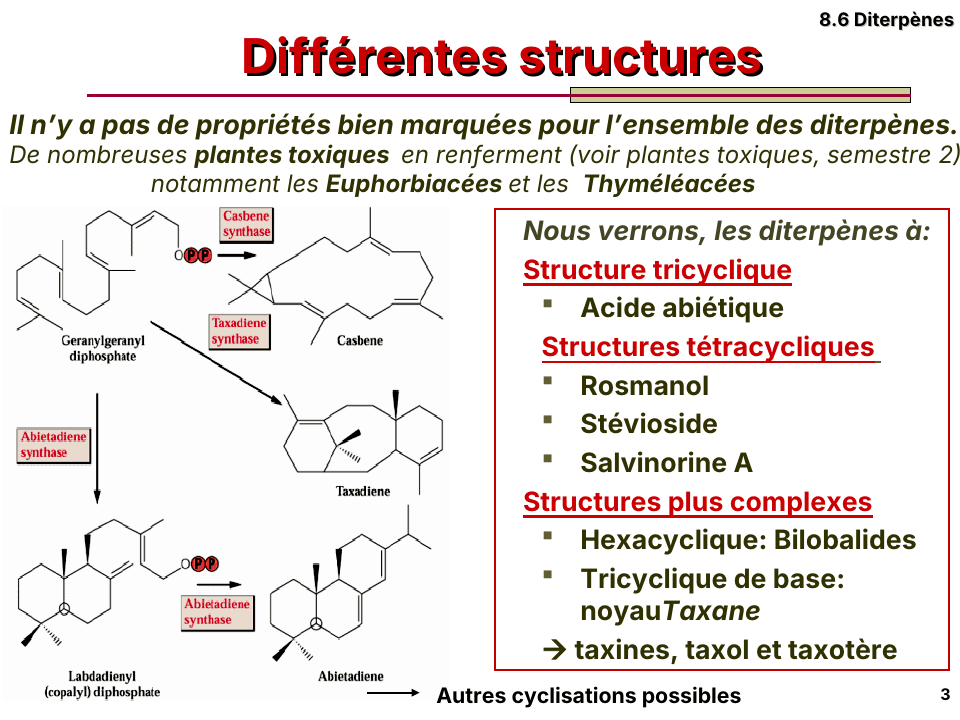 8.6 Diterpènes
Différentes structures
Il n’y a pas de propriétés bien marquées pour l’ensemble des diterpènes.
De nombreuses plantes toxiques en renferment (voir plantes toxiques, semestre 2)
notamment les Euphorbiacées et les Thyméléacées
Casbene
synthase
O P P
Geranylgeranyl
diphosphate
Taxadiene
synthase
Casbene
Abietadiene
synthase
Taxadiene
O P P
Abietadiene
synthase
Labdadienyl
(copalyl) diphosphate
Abietadiene
Nous verrons, les diterpènes à:
Structure tricyclique
▪ Acide abiétique
Structures tétracycliques
▪ Rosmanol
▪ Stévioside
▪ Salvinorine A
Structures plus complexes
▪ Hexacyclique: Bilobalides
▪ Tricyclique de base:
noyauTaxane
→ taxines, taxol et taxotère
Autres cyclisations possibles
3